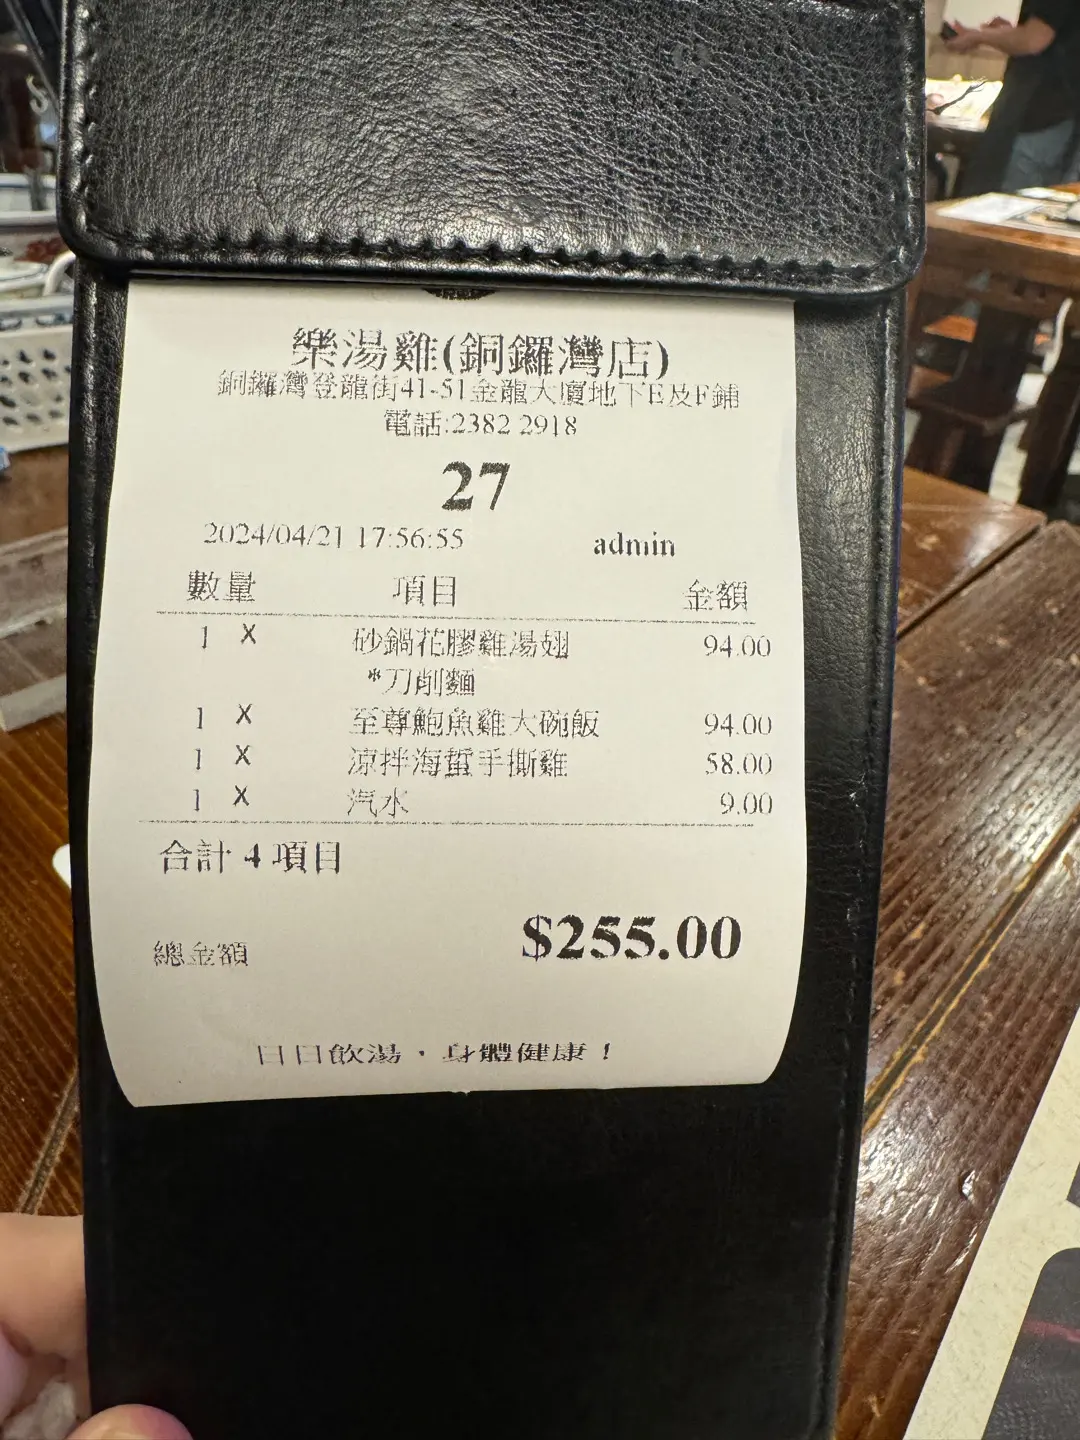 樂湯雞(銅鑼灣店)
銅鑼灣登龍街41-51金龍大廈地下E及F鋪
電話:2382 2918
27
2024/04/21 17:56:55 admin
數量 項目 金額
1 X 砂鍋花膠雞湯翅 94.00
*刀削麵
1 X 至尊鮑魚雞大碗飯 94.00
1 X 涼拌海蜇手撕雞 58.00
1 X 汽水 9.00
合計 4 項目
總金額 $255.00
日日飲湯，身體健康！